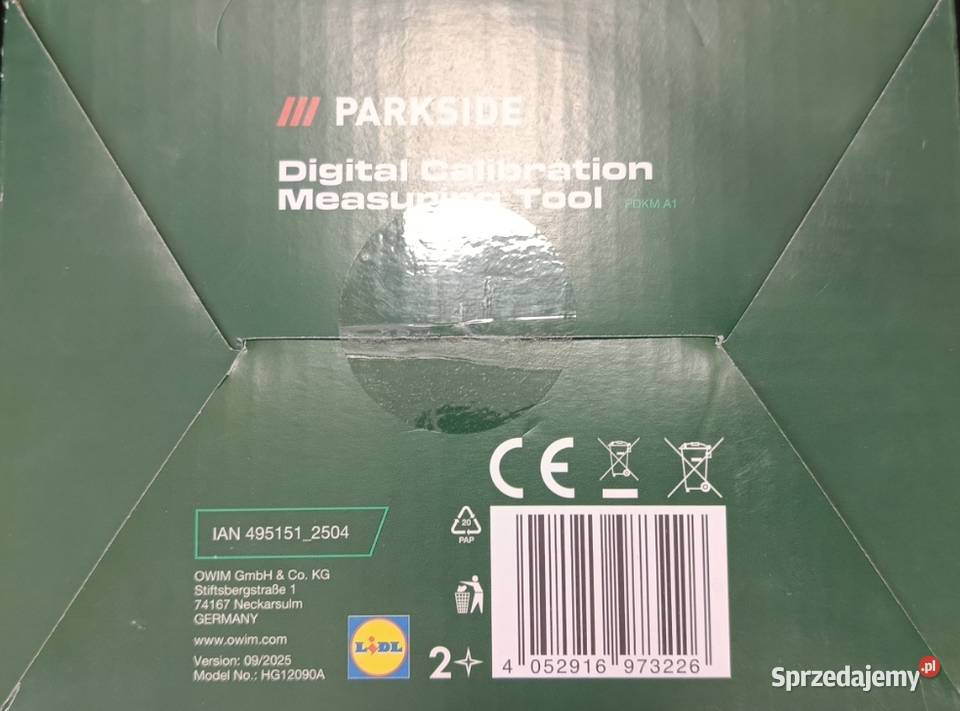 PARKSIDE
Digital Calibration
Measuring Tool PDKM A1
CE
IAN 495151_2504
20
PAP
OWIM GmbH & Co. KG
Stiftsbergstraße 1
74167 Neckarsulm
GERMANY
www.owim.com
Version: 09/2025
Model No.: HG12090A
LIDL
2
4 052916 973226
Sprzedajemy.pl